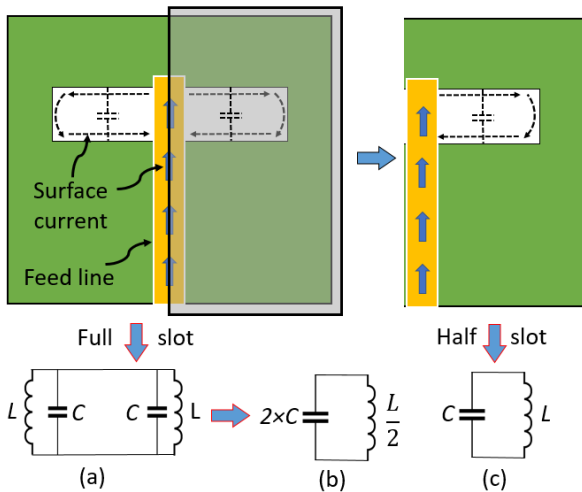 Surface
current
Feed line
Full slot
Half slot
L C C L
2×C L/2
C L
(a) (b) (c)